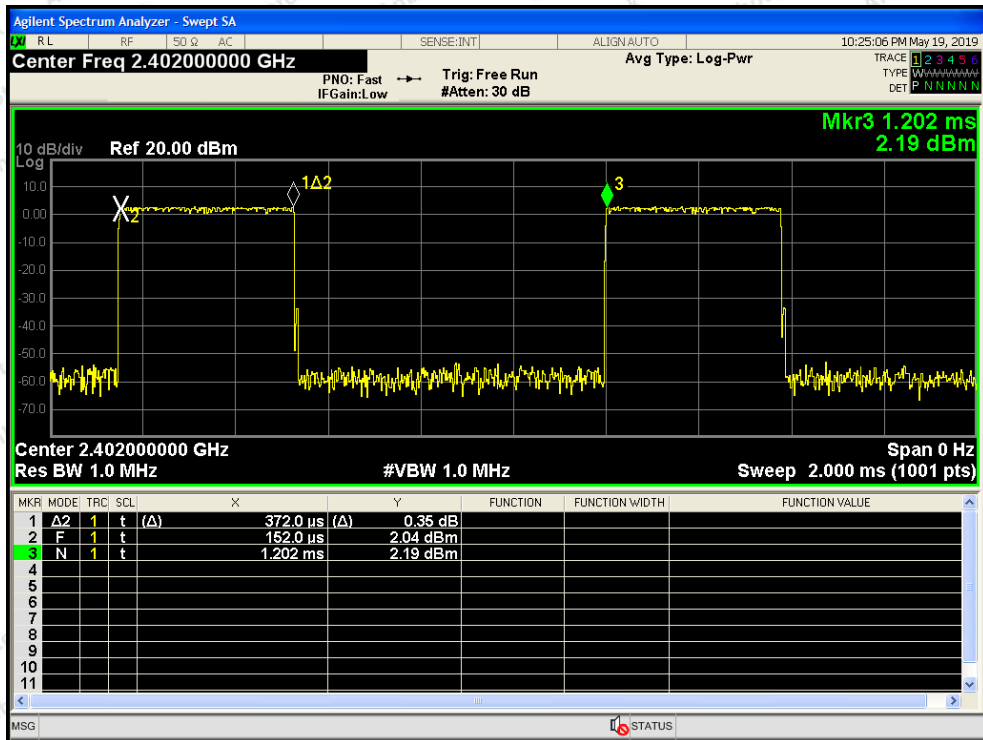 Agilent Spectrum Analyzer - Swept SA
LXI RL RF 50 Ω AC SENSE:INT ALIGNAUTO 10:25:06 PM May 19, 2019
Center Freq 2.402000000 GHz Avg Type: Log-Pwr TRACE 1 2 3 4 5 6
PNO: Fast Trig: Free Run TYPE WWWWWW
IFGain:Low #Atten: 30 dB DET P N N N N N
Mkr3 1.202 ms
10 dB/div Ref 20.00 dBm 2.19 dBm
Log
10.0
0.00
-10.0
-20.0
-30.0
-40.0
-50.0
-60.0
-70.0
X2 1Δ2 3
Center 2.402000000 GHz Span 0 Hz
Res BW 1.0 MHz #VBW 1.0 MHz Sweep 2.000 ms (1001 pts)
MKR MODE TRC SCL X Y FUNCTION FUNCTION WIDTH FUNCTION VALUE
1 Δ2 1 t (Δ) 372.0 µs (Δ) 0.35 dB
2 F 1 t 152.0 µs 2.04 dBm
3 N 1 t 1.202 ms 2.19 dBm
4
5
6
7
8
9
10
11
MSG STATUS